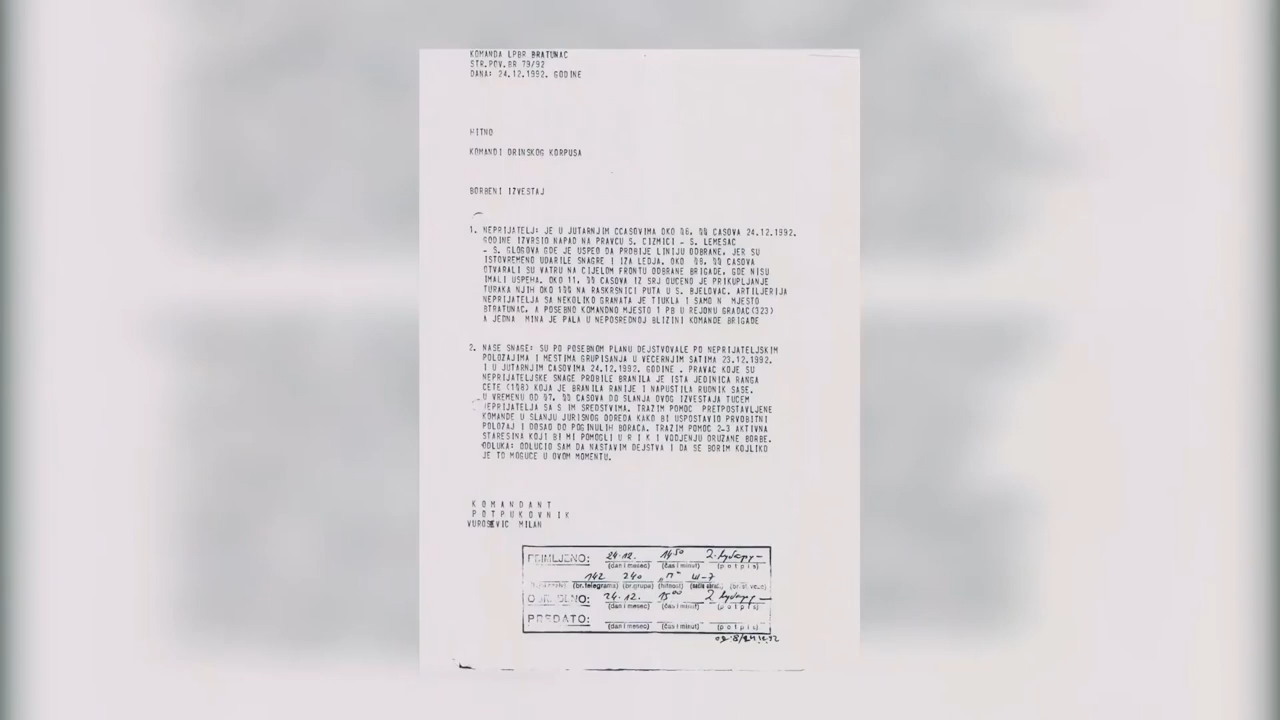 KOMANDA LPBR BRATUNAC
STR.POV.BR 79/92
DANA: 24.12.1992. GODINE
HITNO
KOMANDI DRINSKOG KORPUSA
BORBENI IZVESTAJ
1. NEPRIJATELJ: JE U JUTARNJIM CCASOVIMA OKO 06.00 CASOVA 24.12.1992.
GODINE IZVRSIO NAPAD NA PRAVCU S. CIZMICI - S. LEMESAC
- S. GLOGOVA GDE JE USPEO DA PROBIJE LINIJU ODBRANE, JER SU
ISTOVREMENO UDARILE SNAGRE I IZA LEDJA. OKO 08.00 CASOVA
OTVARALI SU VATRU NA CIJELOM FRONTU ODBRANE BRIGADE, GDE NISU
IMALI USPEHA. OKO 11.00 CASOVA IZ SRJ OUCENO JE PRIKUPLJANJE
TURAKA NJIH OKO 100 NA RASKRSNICI PUTA U S. BJELOVAC. ARTILJERIJA
NEPRIJATELJA SA NEKOLIKO GRANATA JE TIUKLA I SAMO N MJESTO
BTRATUNAC, A POSEBNO KOMANDNO MJESTO 1 PB U REJONU GRADAC(323)
A JEDNA MINA JE PALA U NEPOSREDNOJ BLIZINI KOMANDE BRIGADE
2. NASE SNAGE: SU PO POSEBNOM PLANU DEJSTVOVALE PO NEPRIJATELJSKIM
POLOZAJIMA I MESTIMA GRUPISANJA U VECERNJIM SATIMA 23.12.1992.
I U JUTARNJIM CASOVIMA 24.12.1992. GODINE . PRAVAC KOJE SU
NEPRIJATELJSKE SNAGE PROBILE BRANILA JE ISTA JEDINICA RANGA
CETE (108) KOJA JE BRANILA RANIJE I NAPUSTILA RUDNIK SASE.
U VREMENU OD 07.00 CASOVA DO SLANJA OVOG IZVESTAJA TUCEM
NEPRIJATELJA SA S IM SREDSTVIMA. TRAZIM POMOC PRETPOSTAVLJENE
KOMANDE U SLANJU JURISNOG ODREDA KAKO BI USPOSTAVIO PRVOBITNI
POLOZAJ I DOSAO DO POGINULIH BORACA. TRAZIM POMOC 2-3 AKTIVNA
STARESINA KOJI BI MI POMOGLI U R I K I VODJENJU ORUZANE BORBE.
ODLUKA: ODLUCIO SAM DA NASTAVIM DEJSTVA I DA SE BORIM KOJLIKO
JE TO MOGUCE U OVOM MOMENTU.
K O M A N D A N T
P O T P U K O V N I K
VUROSEVIC MILAN
PRIMLJENO: 24.12. 14 50
(dan i mesec) (čas i minut) (p o t p i s)
142 240 "П" W-7
(br. telegrama) (br. grupa) (hitnost)
24.12. 15 00
(dan i mesec) (čas i minut) (p o t p i s)
PREDATO:
(dan i mesec) (čas i minut) (p o t p i s)